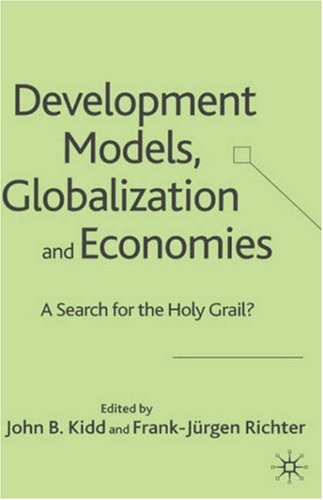 Development
Models,
Globalization
and Economies
A Search for the Holy Grail?
Edited by
John B. Kidd and Frank-Jürgen Richter